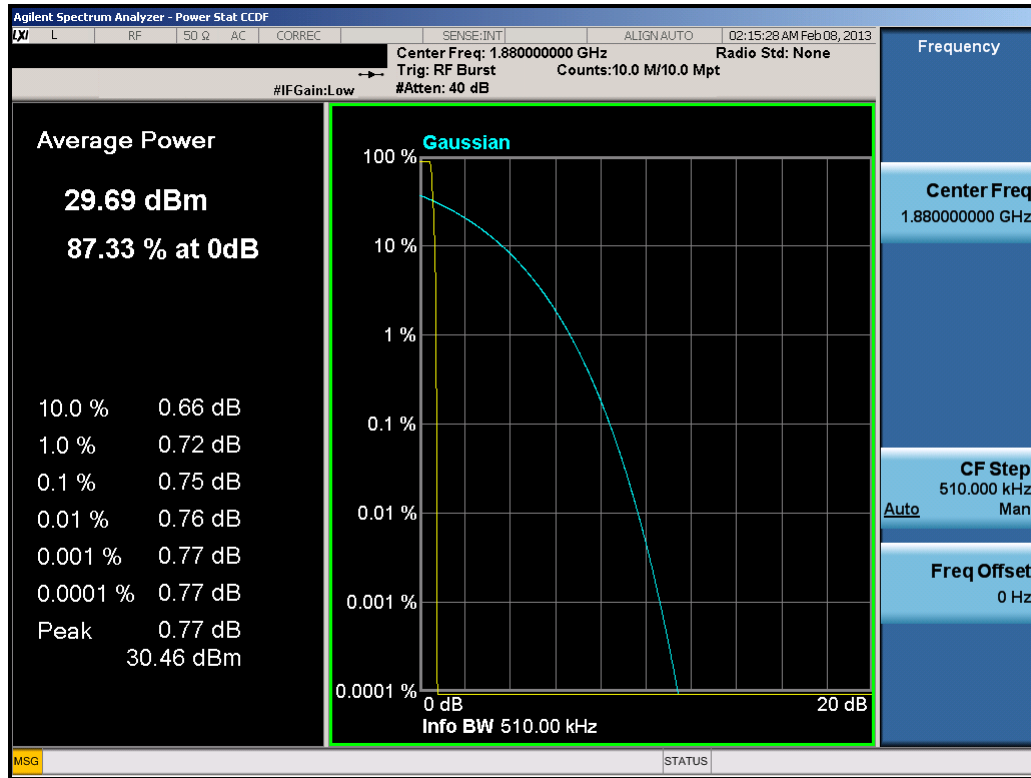 Agilent Spectrum Analyzer - Power Stat CCDF
LXI L RF 50 Ω AC CORREC SENSE:INT ALIGNAUTO 02:15:28 AM Feb 08, 2013
Center Freq: 1.880000000 GHz Radio Std: None
Trig: RF Burst Counts:10.0 M/10.0 Mpt
#IFGain:Low #Atten: 40 dB
Average Power
29.69 dBm
87.33 % at 0dB
10.0 % 0.66 dB
1.0 % 0.72 dB
0.1 % 0.75 dB
0.01 % 0.76 dB
0.001 % 0.77 dB
0.0001 % 0.77 dB
Peak 0.77 dB
30.46 dBm
Gaussian
100 %
10 %
1 %
0.1 %
0.01 %
0.001 %
0.0001 %
0 dB 20 dB
Info BW 510.00 kHz
Frequency
Center Freq
1.880000000 GHz
CF Step
510.000 kHz
Auto Man
Freq Offset
0 Hz
MSG STATUS